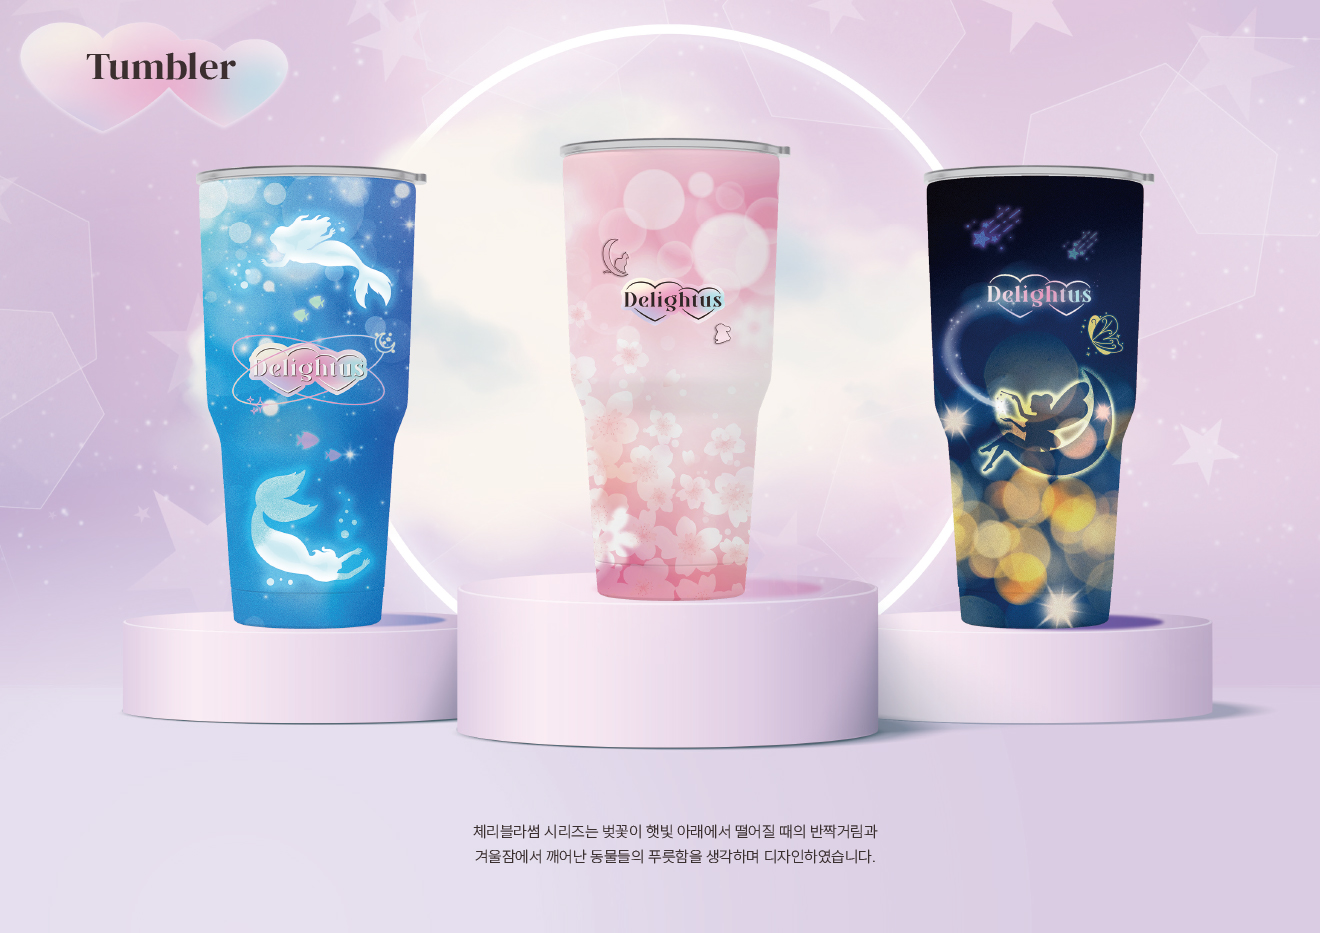 Tumbler
Delightus
Delightus
Delightus
체리블라썸 시리즈는 벚꽃이 햇빛 아래에서 떨어질 때의 반짝거림과
겨울잠에서 깨어난 동물들의 푸릇함을 생각하며 디자인하였습니다.